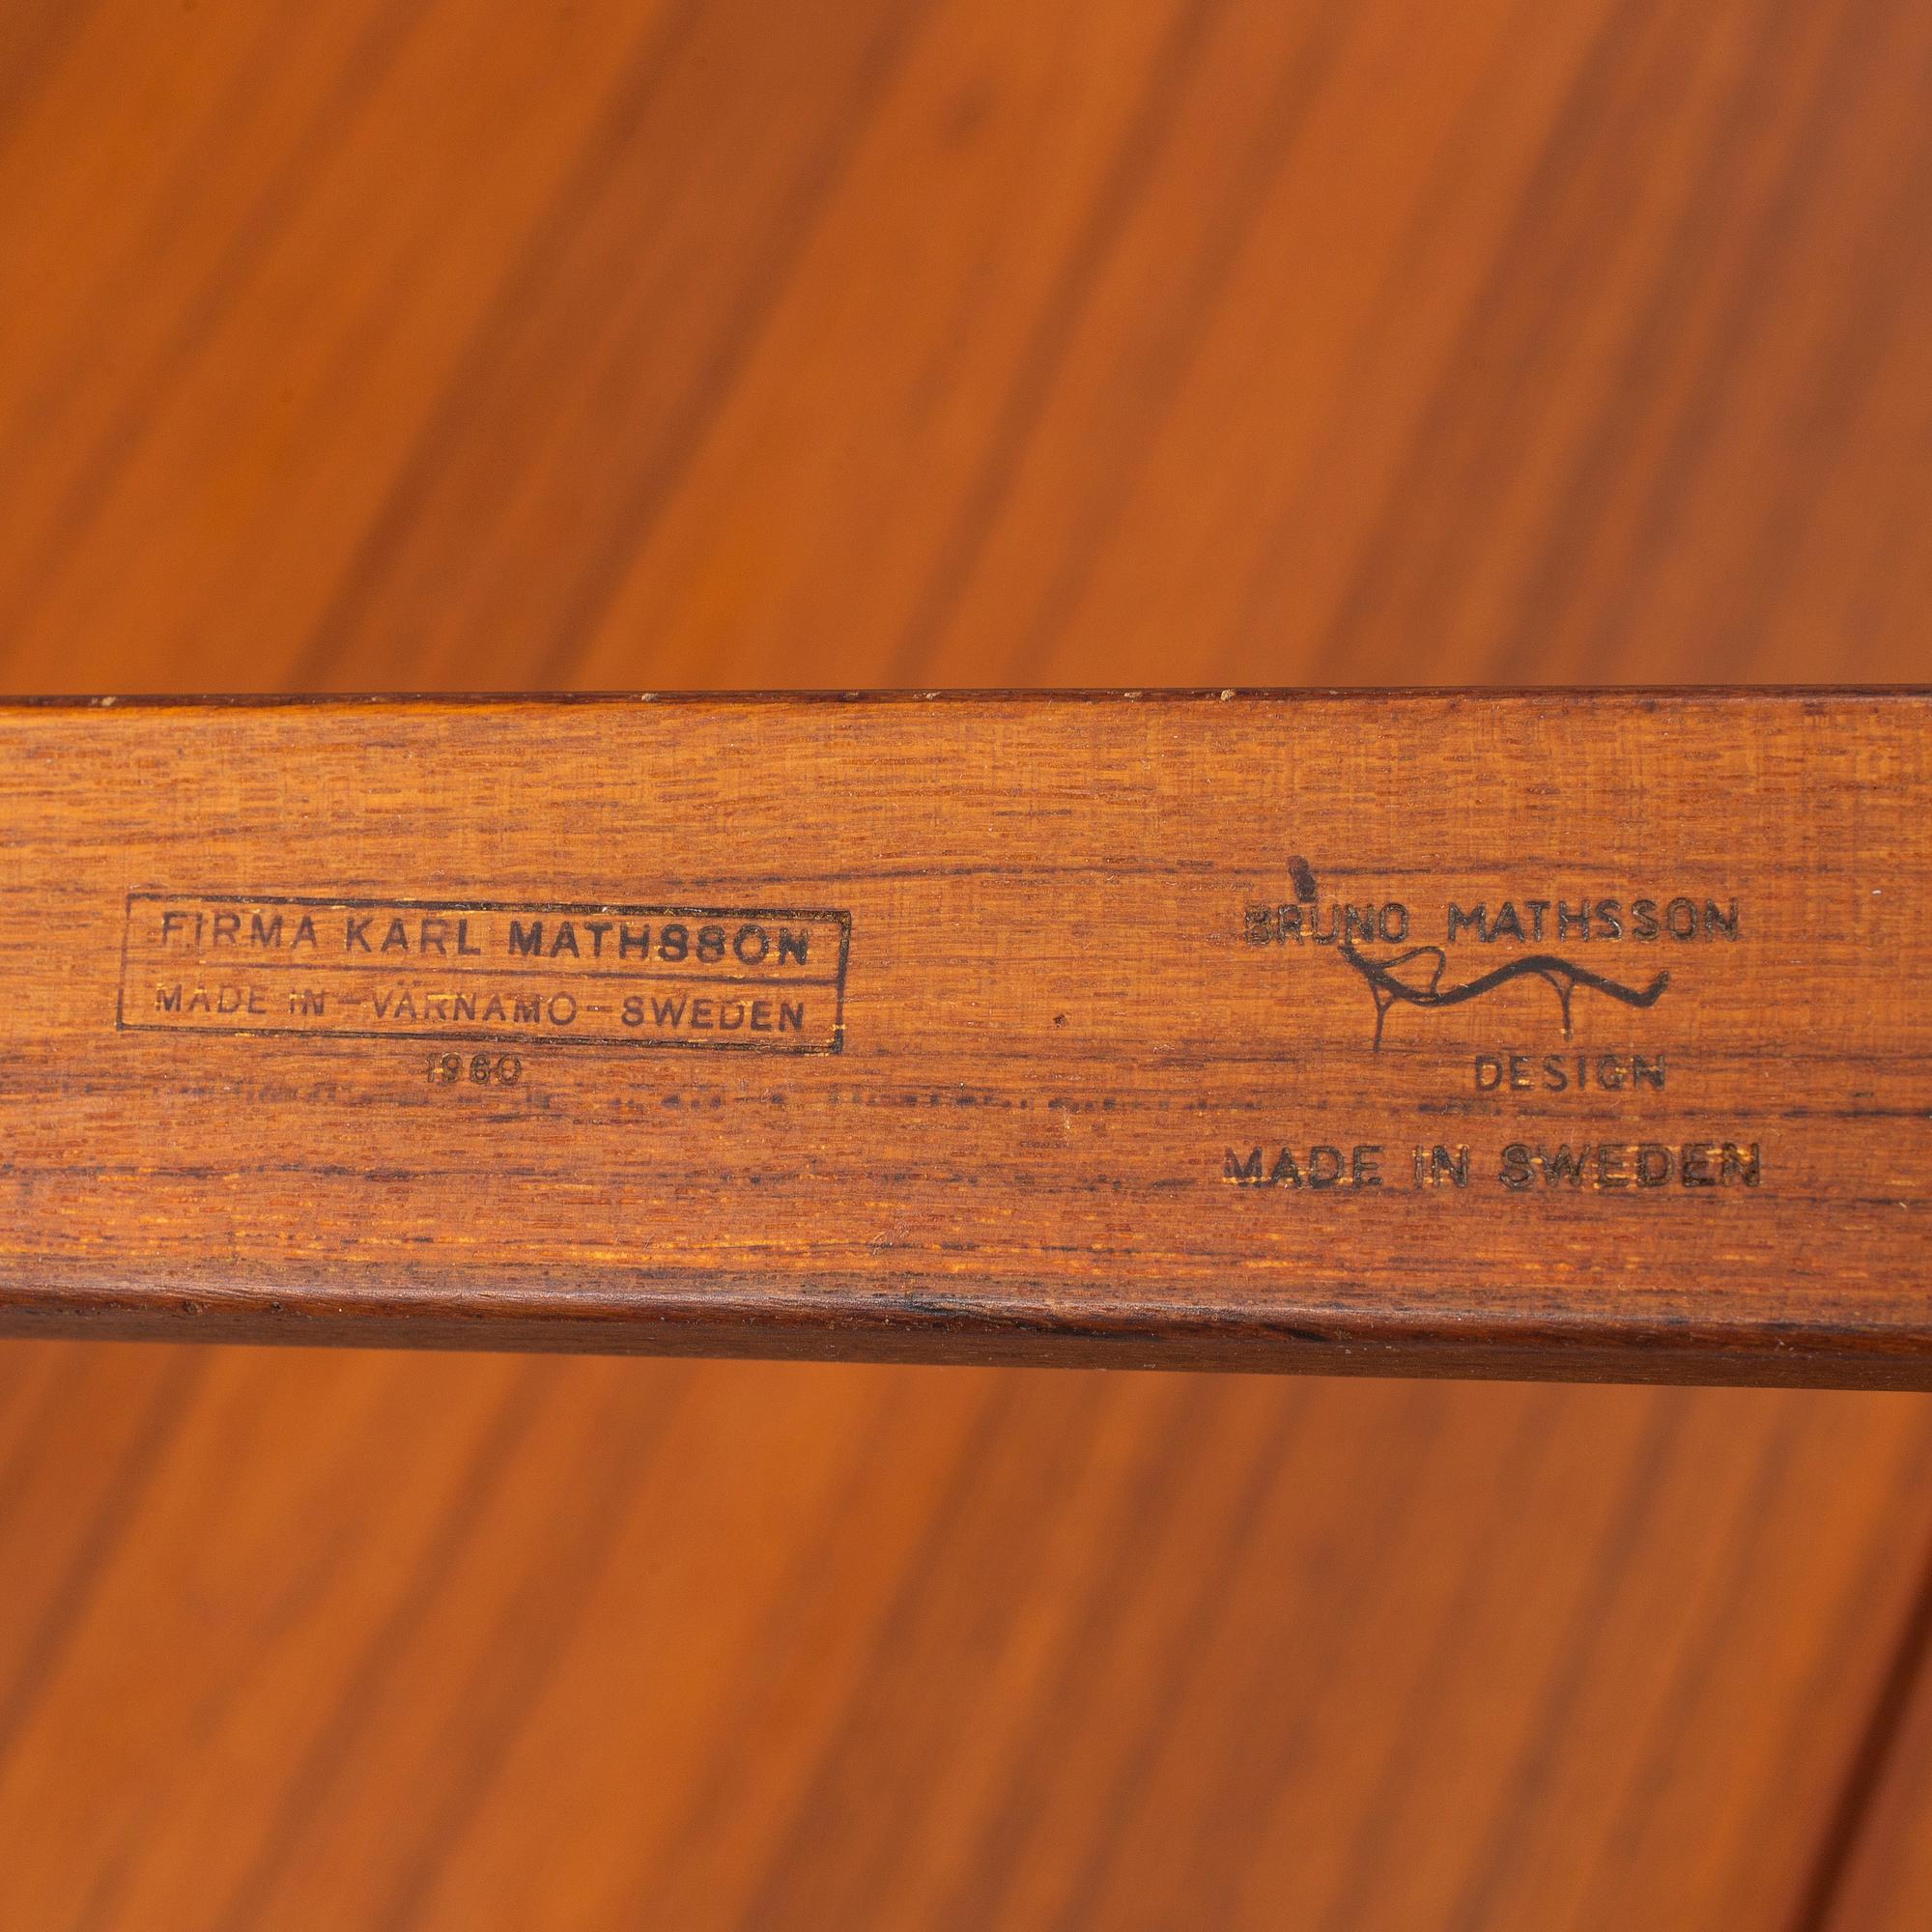 FIRMA KARL MATHSSON
MADE IN - VÄRNAMO - SWEDEN
1960
BRUNO MATHSSON
DESIGN
MADE IN SWEDEN